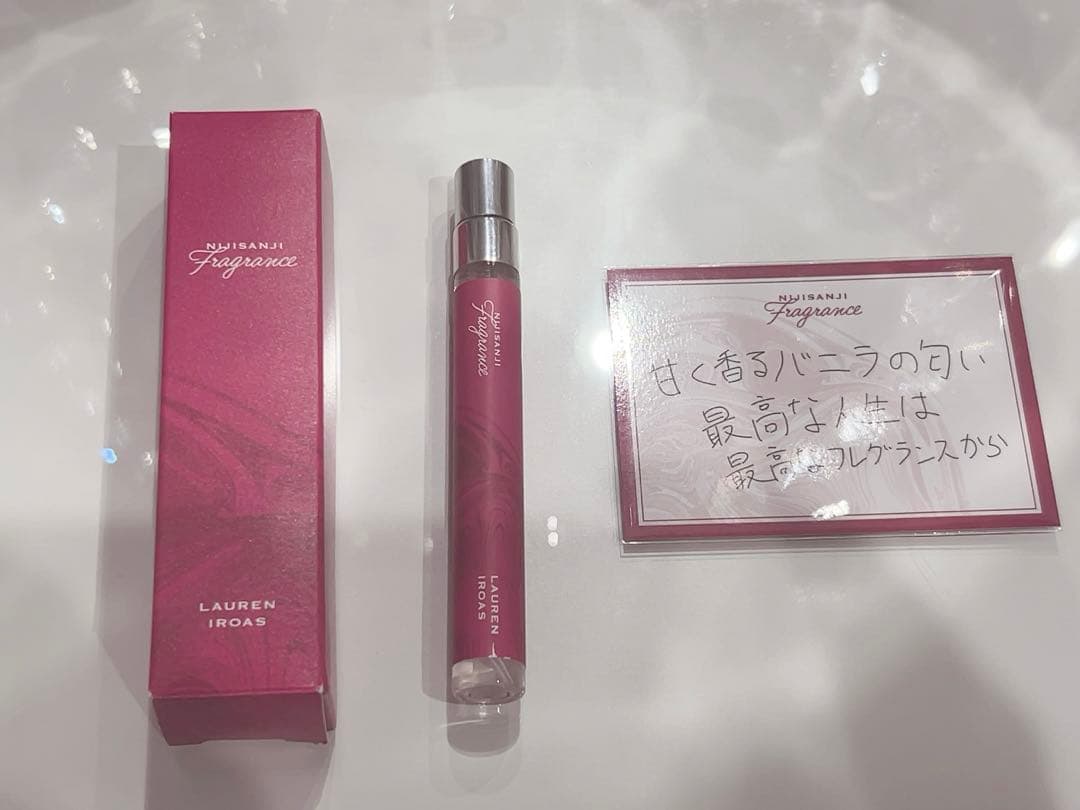 NIJISANJI
Fragrance
LAUREN
IROAS
NIJISANJI
Fragrance
LAUREN
IROAS
NIJISANJI
Fragrance
甘く香るバニラの匂い
最高な人生は
最高なフレグランスから